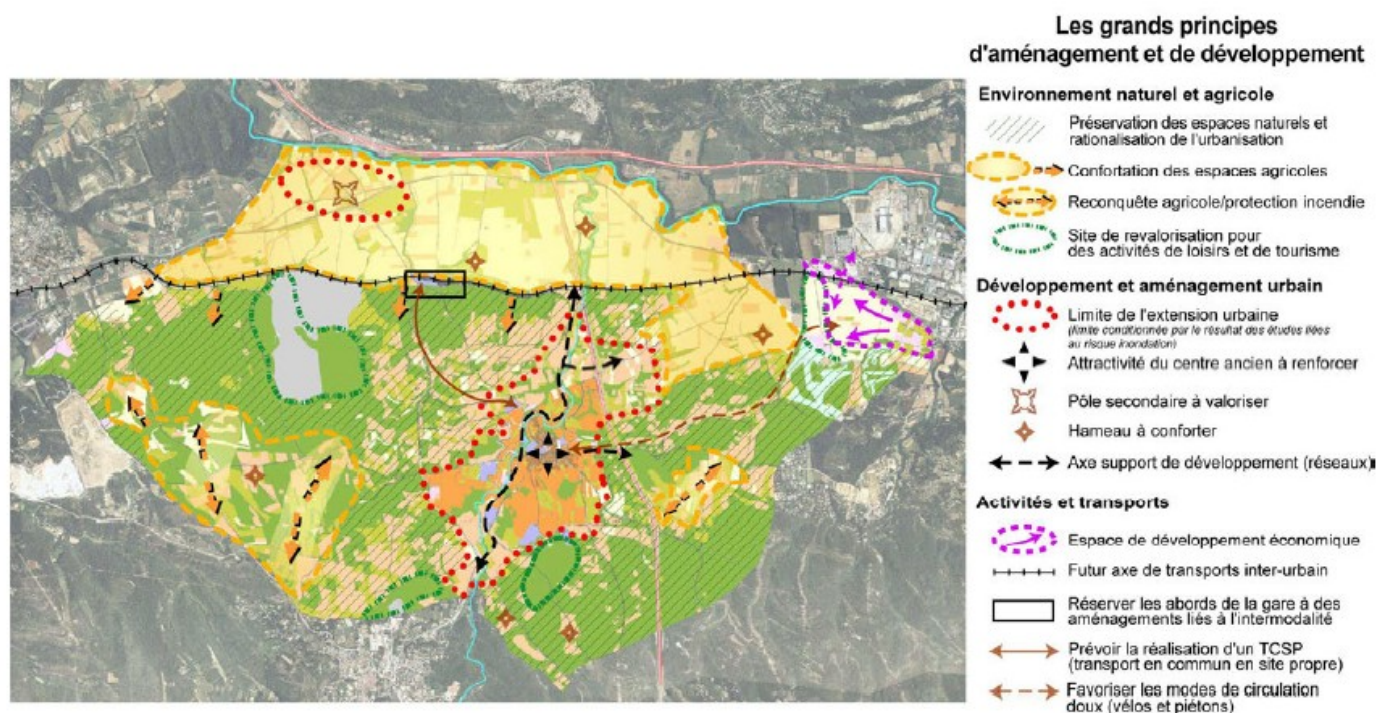 Les grands principes
d'aménagement et de développement
Environnement naturel et agricole
Préservation des espaces naturels et
rationalisation de l'urbanisation
Confortation des espaces agricoles
Reconquête agricole/protection incendie
Site de revalorisation pour
des activités de loisirs et de tourisme
Développement et aménagement urbain
Limite de l'extension urbaine
(limite conditionnée par le résultat des études liées
au risque inondation)
Attractivité du centre ancien à renforcer
Pôle secondaire à valoriser
Hameau à conforter
Axe support de développement (réseaux)
Activités et transports
Espace de développement économique
Futur axe de transports inter-urbain
Réserver les abords de la gare à des
aménagements liés à l'intermodalité
Prévoir la réalisation d'un TCSP
(transport en commun en site propre)
Favoriser les modes de circulation
doux (vélos et piétons)